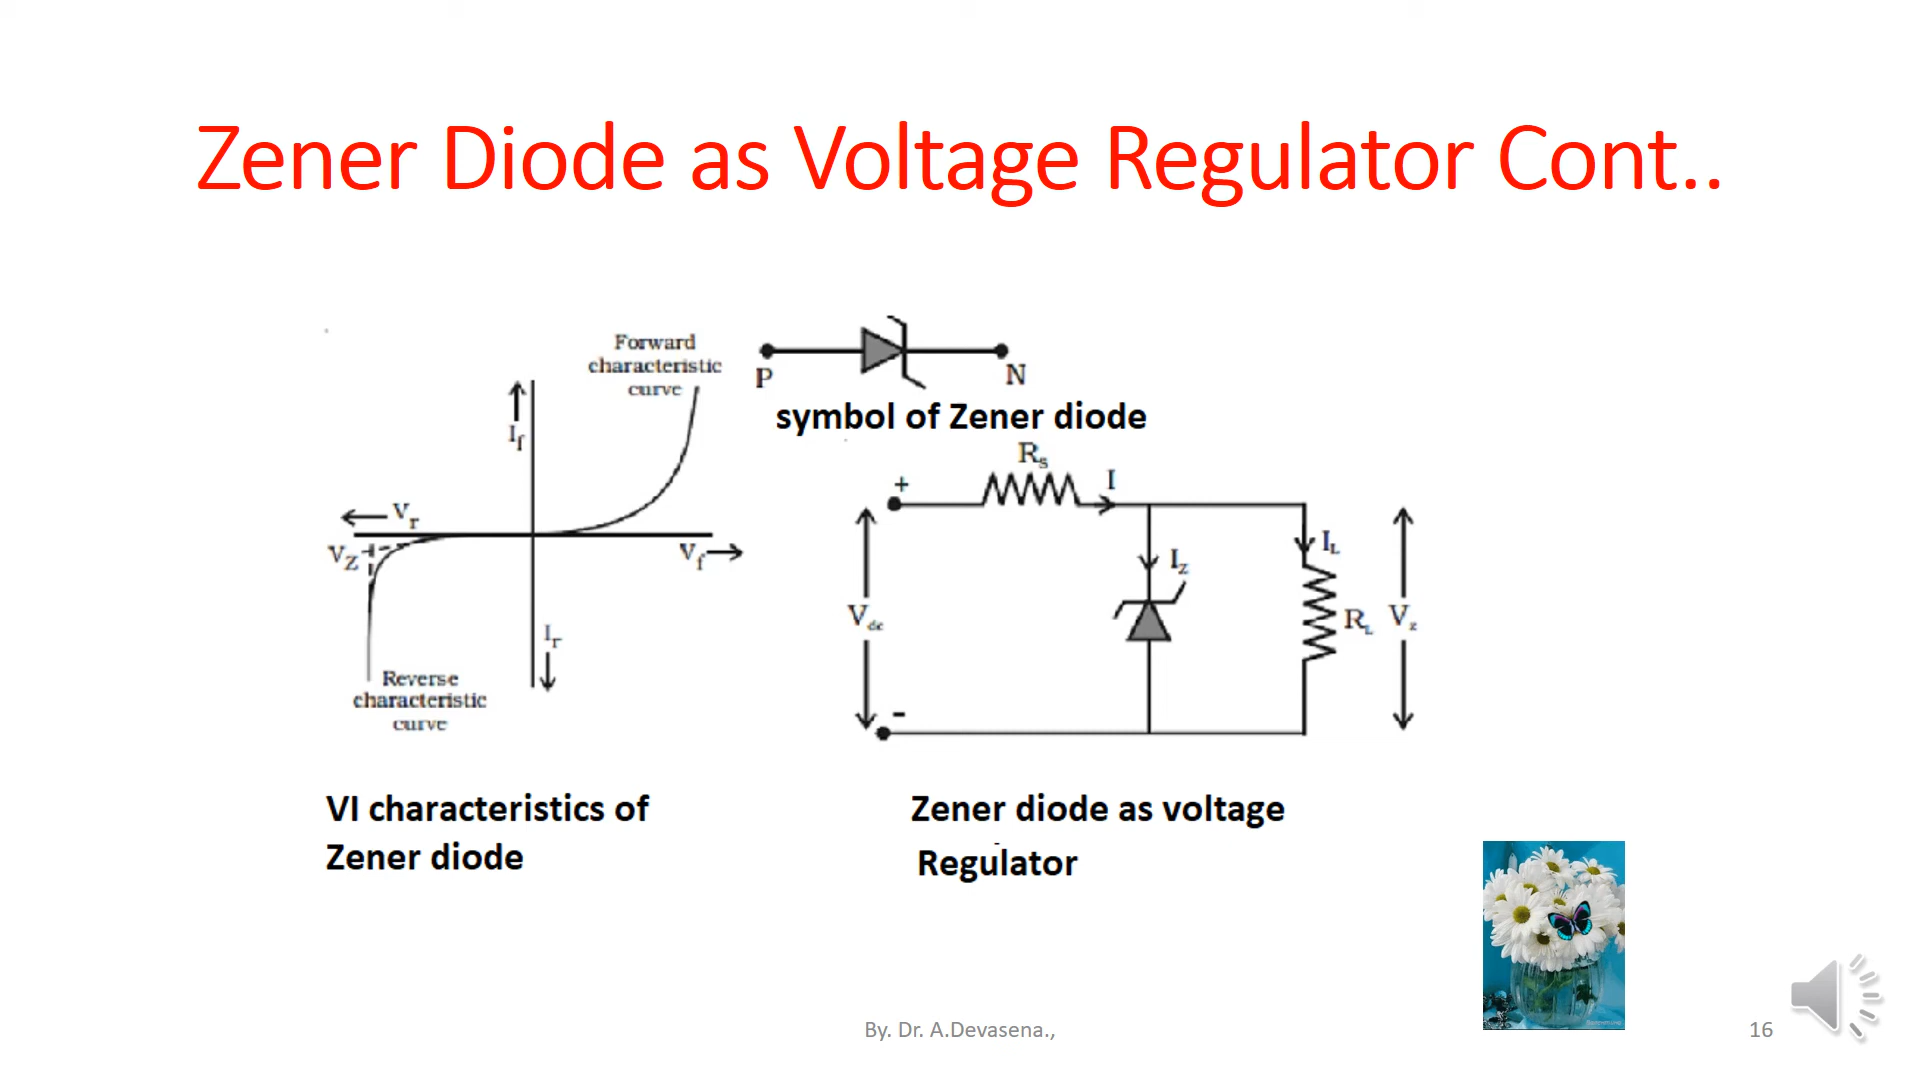 Zener Diode as Voltage Regulator Cont..
Forward
characteristic
curve
P
N
symbol of Zener diode
If
Vr
VZ
Vf
Ir
Reverse
characteristic
curve
RS
I
+
IZ
IL
Vdc
RL
Vz
-
VI characteristics of
Zener diode
Zener diode as voltage
Regulator
By. Dr. A.Devasena.,
16